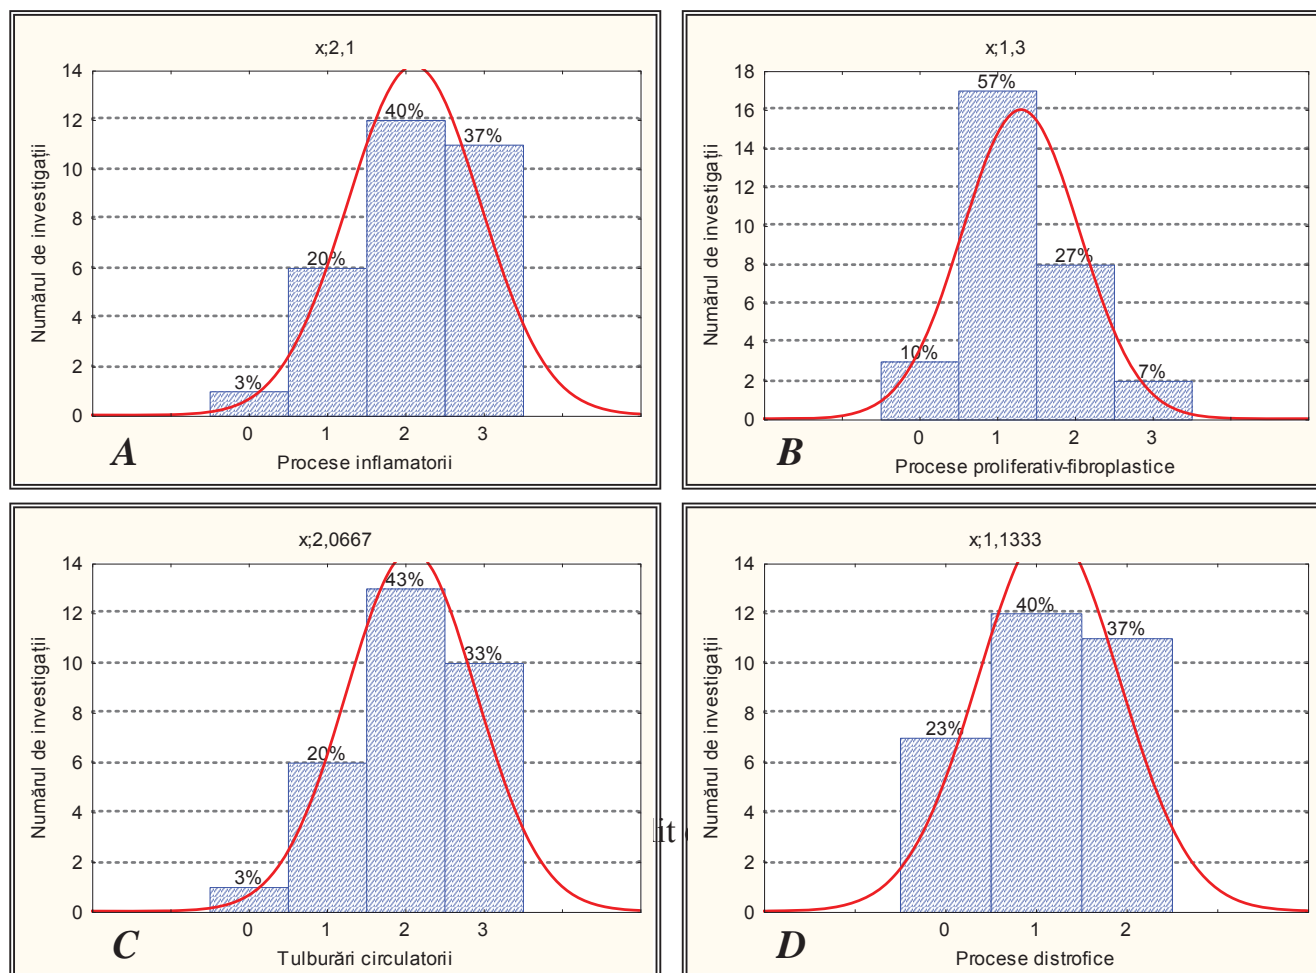 x;2,1
14
12
10
8
6
4
2
0
Numărul de investigații
3%
20%
40%
37%
0 1 2 3
A
Procese inflamatorii
x;1,3
18
16
14
12
10
8
6
4
2
0
Numărul de investigații
10%
57%
27%
7%
0 1 2 3
B
Procese proliferativ-fibroplastice
x;2,0667
14
12
10
8
6
4
2
0
Numărul de investigații
3%
20%
43%
33%
0 1 2 3
C
Tulburări circulatorii
x;1,1333
14
12
10
8
6
4
2
0
Numărul de investigații
23%
40%
37%
0 1 2
D
Procese distrofice